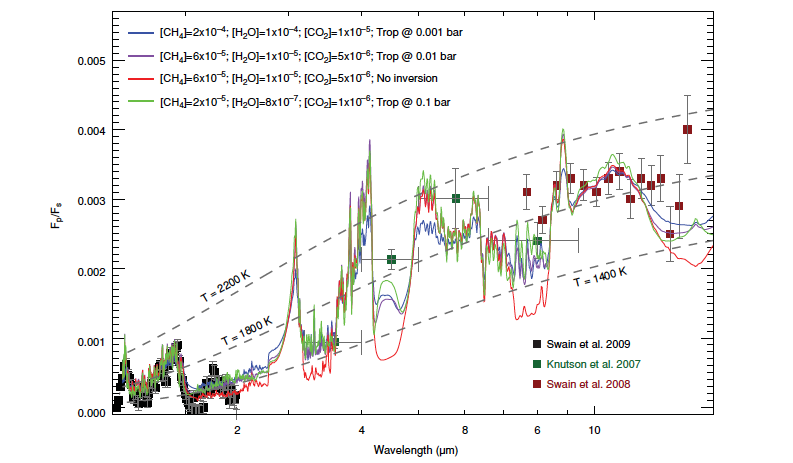 [CH₄]=2x10⁻⁴; [H₂O]=1x10⁻⁴; [CO₂]=1x10⁻⁵; Trop @ 0.001 bar
[CH₄]=6x10⁻⁵; [H₂O]=1x10⁻⁵; [CO₂]=5x10⁻⁶; Trop @ 0.01 bar
[CH₄]=6x10⁻⁵; [H₂O]=1x10⁻⁵; [CO₂]=5x10⁻⁶; No inversion
[CH₄]=2x10⁻⁵; [H₂O]=8x10⁻⁷; [CO₂]=1x10⁻⁶; Trop @ 0.1 bar
0.005
0.004
0.003
0.002
0.001
0.000
Fₚ/Fₛ
T = 2200 K
T = 1800 K
T = 1400 K
Swain et al. 2009
Knutson et al. 2007
Swain et al. 2008
2 4 8 6 10
Wavelength (μm)